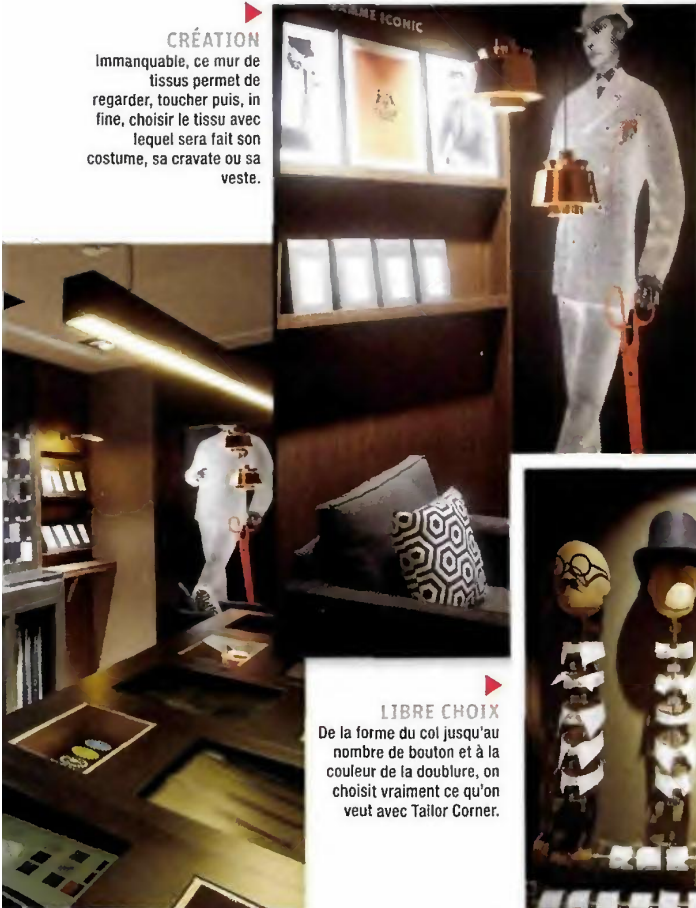 CRÉATION
Immanquable, ce mur de
tissus permet de
regarder, toucher puis, in
fine, choisir le tissu avec
lequel sera fait son
costume, sa cravate ou sa
veste.
ICONIC
LIBRE CHOIX
De la forme du col jusqu'au
nombre de bouton et à la
couleur de la doublure, on
choisit vraiment ce qu'on
veut avec Tailor Corner.